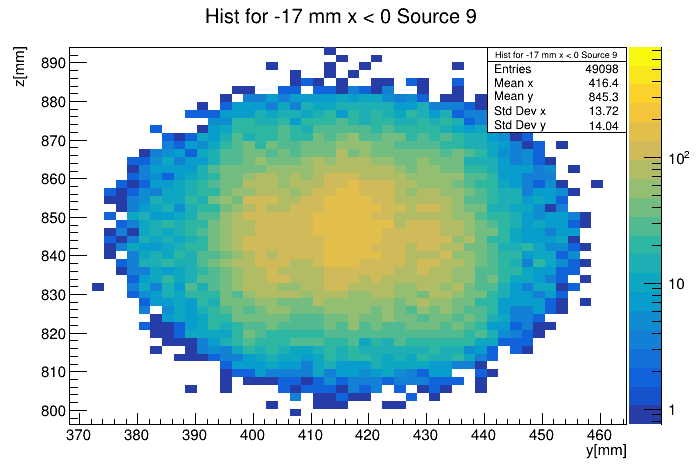 Hist for -17 mm x < 0 Source 9
z[mm]
890
880
870
860
850
840
830
820
810
800
370 380 390 400 410 420 430 440 450 460
y[mm]
Hist for -17 mm x < 0 Source 9
Entries 49098
Mean x 416.4
Mean y 845.3
Std Dev x 13.72
Std Dev y 14.04
10²
10
1